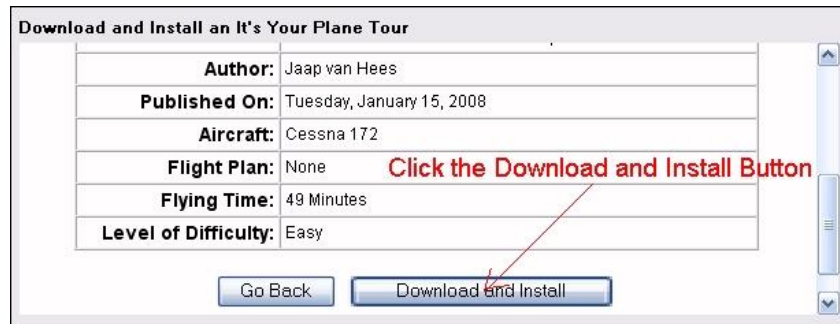 Download and Install an It's Your Plane Tour
Author: Jaap van Hees
Published On: Tuesday, January 15, 2008
Aircraft: Cessna 172
Flight Plan: None
Click the Download and Install Button
Flying Time: 49 Minutes
Level of Difficulty: Easy
Go Back Download and Install